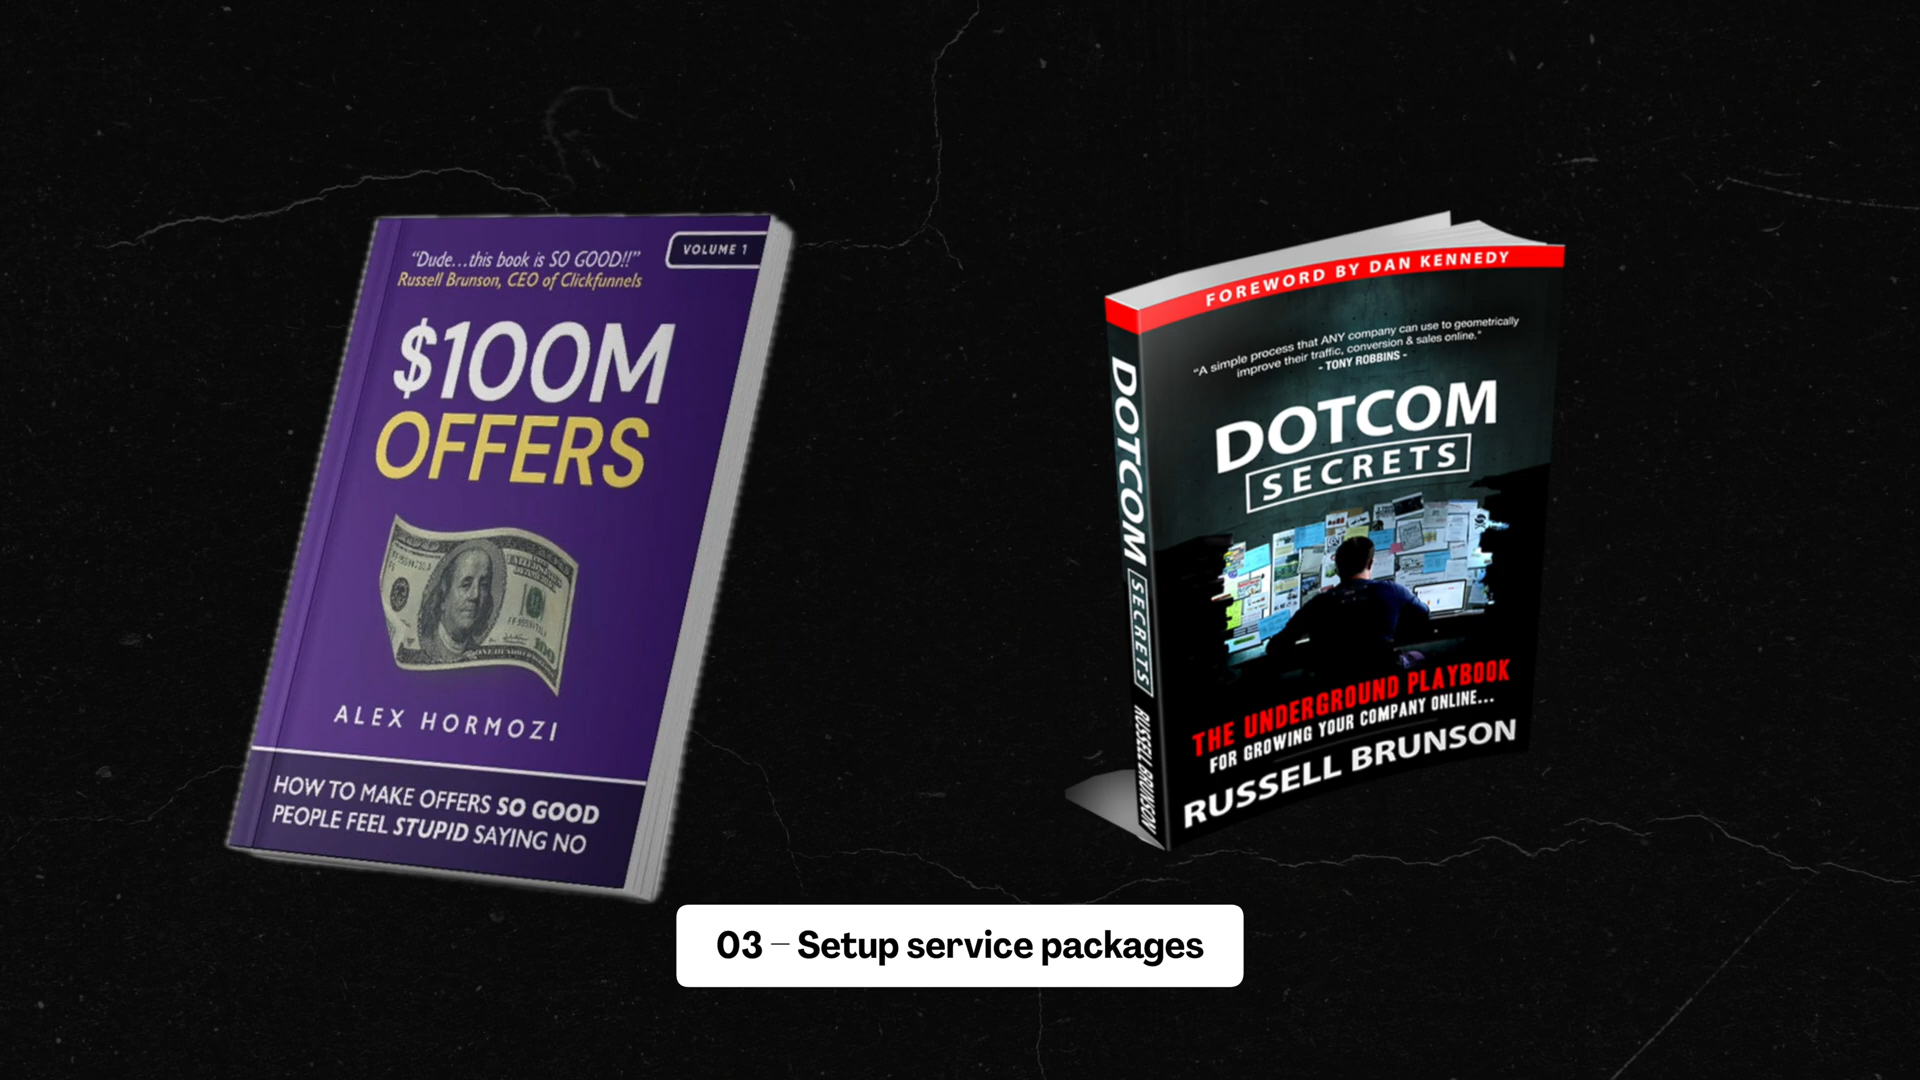 "Dude...this book is SO GOOD!!"
Russell Brunson, CEO of Clickfunnels
VOLUME 1
$100M
OFFERS
ALEX HORMOZI
HOW TO MAKE OFFERS SO GOOD
PEOPLE FEEL STUPID SAYING NO
FOREWORD BY DAN KENNEDY
"A simple process that ANY company can use to geometrically
improve their traffic, conversion & sales online."
- TONY ROBBINS -
DOTCOM
SECRETS
THE UNDERGROUND PLAYBOOK
FOR GROWING YOUR COMPANY ONLINE...
RUSSELL BRUNSON
DOTCOM SECRETS RUSSELL BRUNSON
03 – Setup service packages